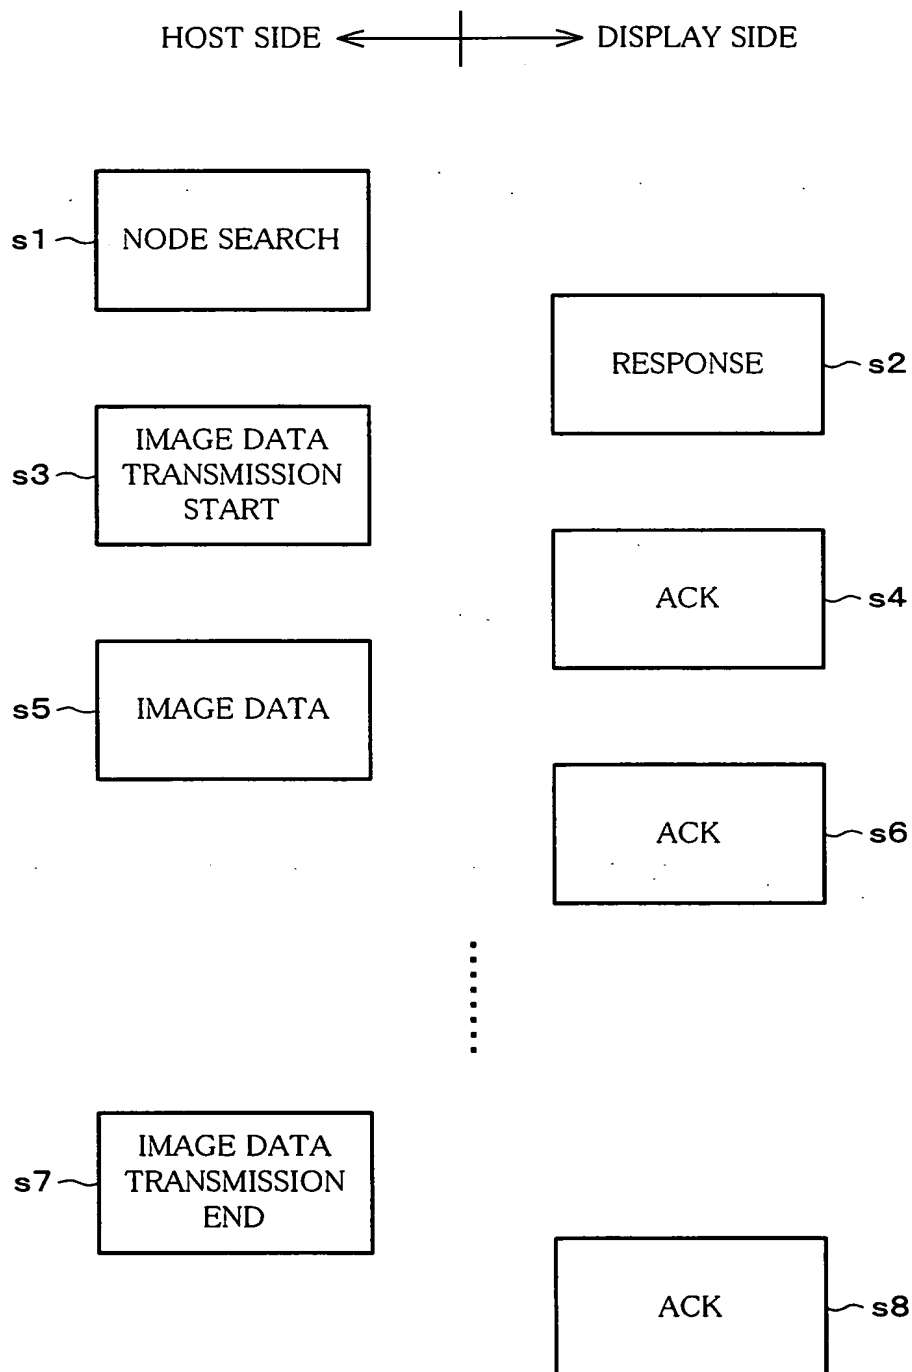 HOST SIDE
DISPLAY SIDE
s1
NODE SEARCH
RESPONSE
s2
s3
IMAGE DATA
TRANSMISSION
START
ACK
s4
s5
IMAGE DATA
ACK
s6
s7
IMAGE DATA
TRANSMISSION
END
ACK
s8